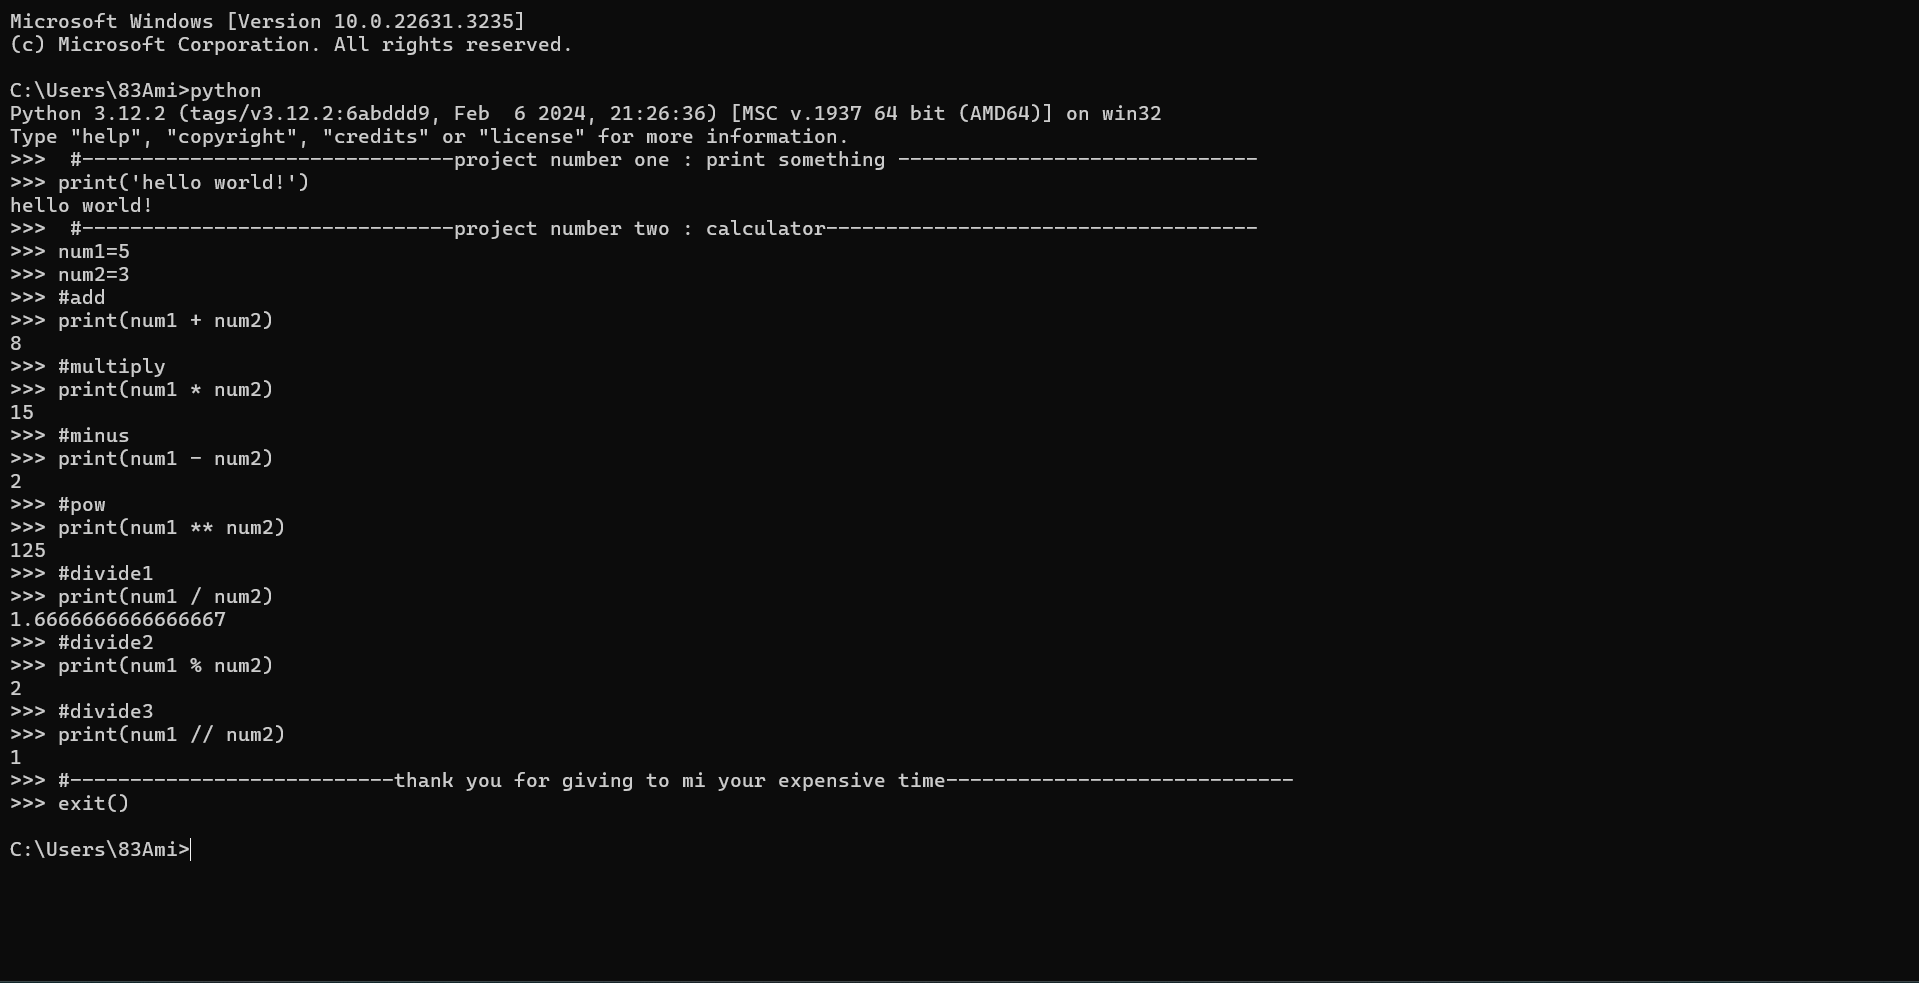 Microsoft Windows [Version 10.0.22631.3235]
(c) Microsoft Corporation. All rights reserved.
C:\Users\83Ami>python
Python 3.12.2 (tags/v3.12.2:6abddd9, Feb  6 2024, 21:26:36) [MSC v.1937 64 bit (AMD64)] on win32
Type "help", "copyright", "credits" or "license" for more information.
>>>  #-------------------------------project number one : print something ------------------------------
>>> print('hello world!')
hello world!
>>>  #-------------------------------project number two : calculator------------------------------------
>>> num1=5
>>> num2=3
>>> #add
>>> print(num1 + num2)
8
>>> #multiply
>>> print(num1 * num2)
15
>>> #minus
>>> print(num1 - num2)
2
>>> #pow
>>> print(num1 ** num2)
125
>>> #divide1
>>> print(num1 / num2)
1.6666666666666667
>>> #divide2
>>> print(num1 % num2)
2
>>> #divide3
>>> print(num1 // num2)
1
>>> #---------------------------thank you for giving to mi your expensive time-----------------------------
>>> exit()
C:\Users\83Ami>